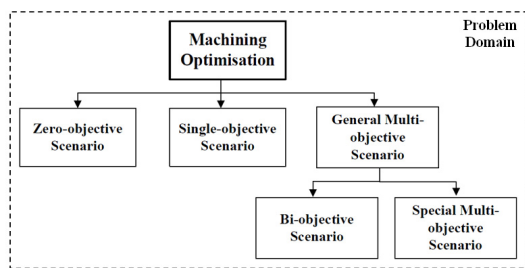 Problem
Domain
Machining
Optimisation
Zero-objective
Scenario
Single-objective
Scenario
General Multi-
objective
Scenario
Bi-objective
Scenario
Special Multi-
objective
Scenario